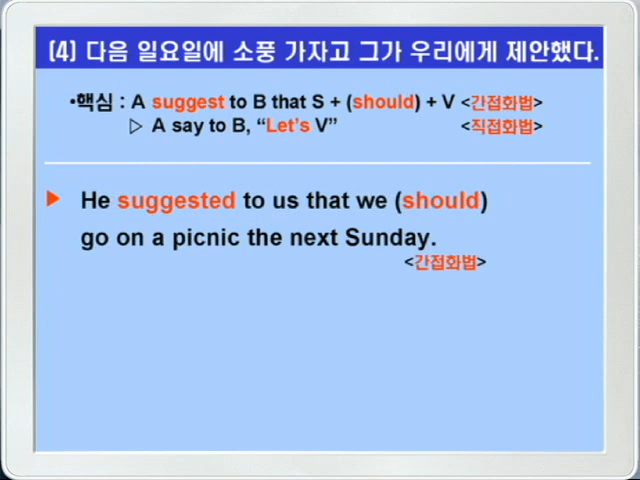 (4) 다음 일요일에 소풍 가자고 그가 우리에게 제안했다.
•핵심 : A suggest to B that S + (should) + V <간접화법>
▷ A say to B, “Let's V” <직접화법>
▶ He suggested to us that we (should)
go on a picnic the next Sunday.
<간접화법>